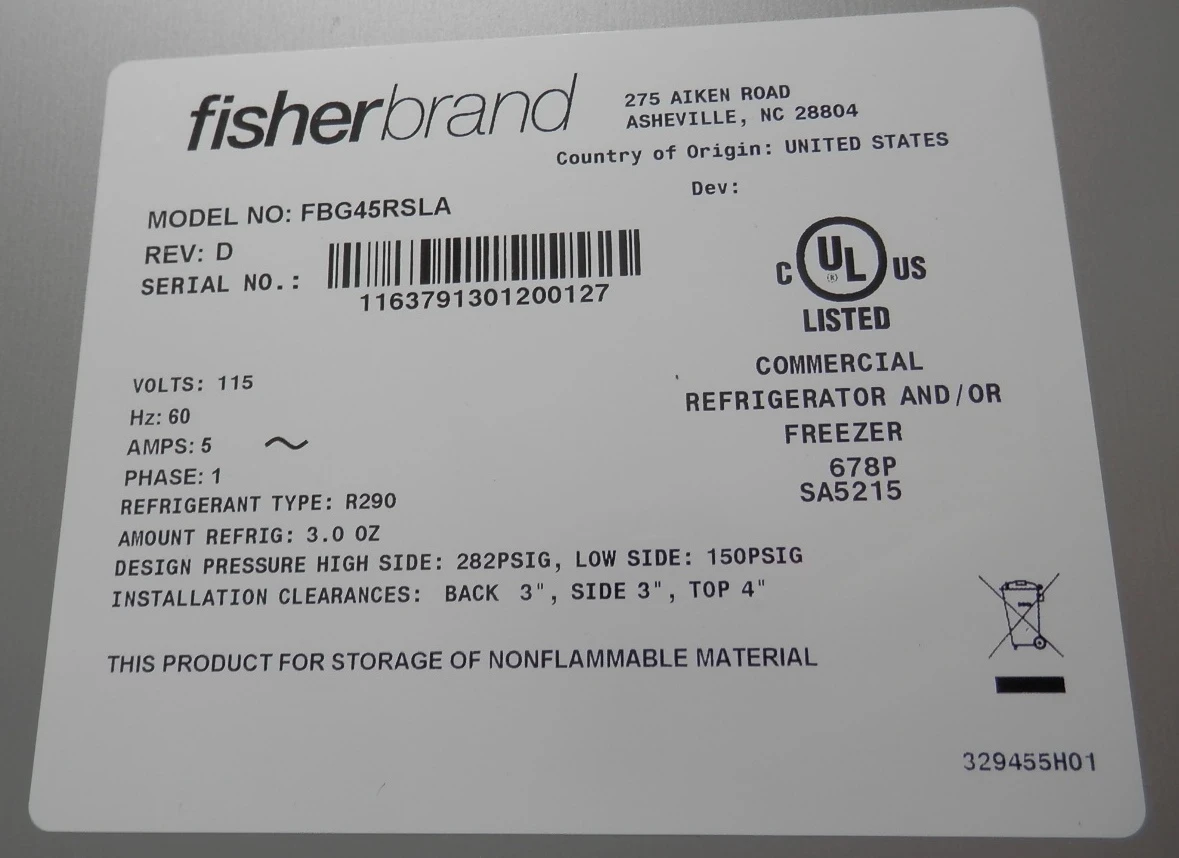 fisherbrand
275 AIKEN ROAD
ASHEVILLE, NC 28804
Country of Origin: UNITED STATES
Dev:
MODEL NO: FBG45RSLA
REV: D
SERIAL NO.:
1163791301200127
C UL US
LISTED
COMMERCIAL
REFRIGERATOR AND/OR
FREEZER
678P
SA5215
VOLTS: 115
Hz: 60
AMPS: 5 ~
PHASE: 1
REFRIGERANT TYPE: R290
AMOUNT REFRIG: 3.0 OZ
DESIGN PRESSURE HIGH SIDE: 282PSIG, LOW SIDE: 150PSIG
INSTALLATION CLEARANCES: BACK 3", SIDE 3", TOP 4"
THIS PRODUCT FOR STORAGE OF NONFLAMMABLE MATERIAL
329455H01